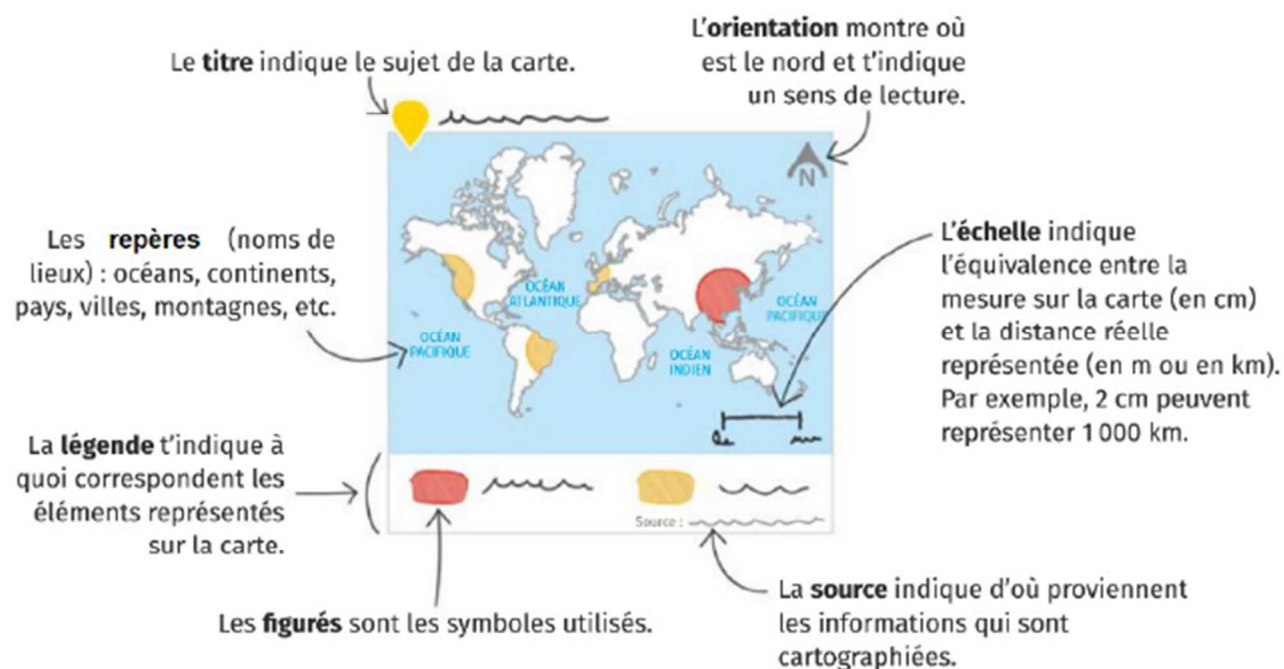 Le titre indique le sujet de la carte.
L'orientation montre où
est le nord et t'indique
un sens de lecture.
N
Les repères (noms de
lieux) : océans, continents,
pays, villes, montagnes, etc.
OCÉAN
ATLANTIQUE
OCÉAN
PACIFIQUE
OCÉAN
PACIFIQUE
OCÉAN
INDIEN
L'échelle indique
l'équivalence entre la
mesure sur la carte (en cm)
et la distance réelle
représentée (en m ou en km).
Par exemple, 2 cm peuvent
représenter 1 000 km.
La légende t'indique à
quoi correspondent les
éléments représentés
sur la carte.
Source :
Les figurés sont les symboles utilisés.
La source indique d'où proviennent
les informations qui sont
cartographiées.